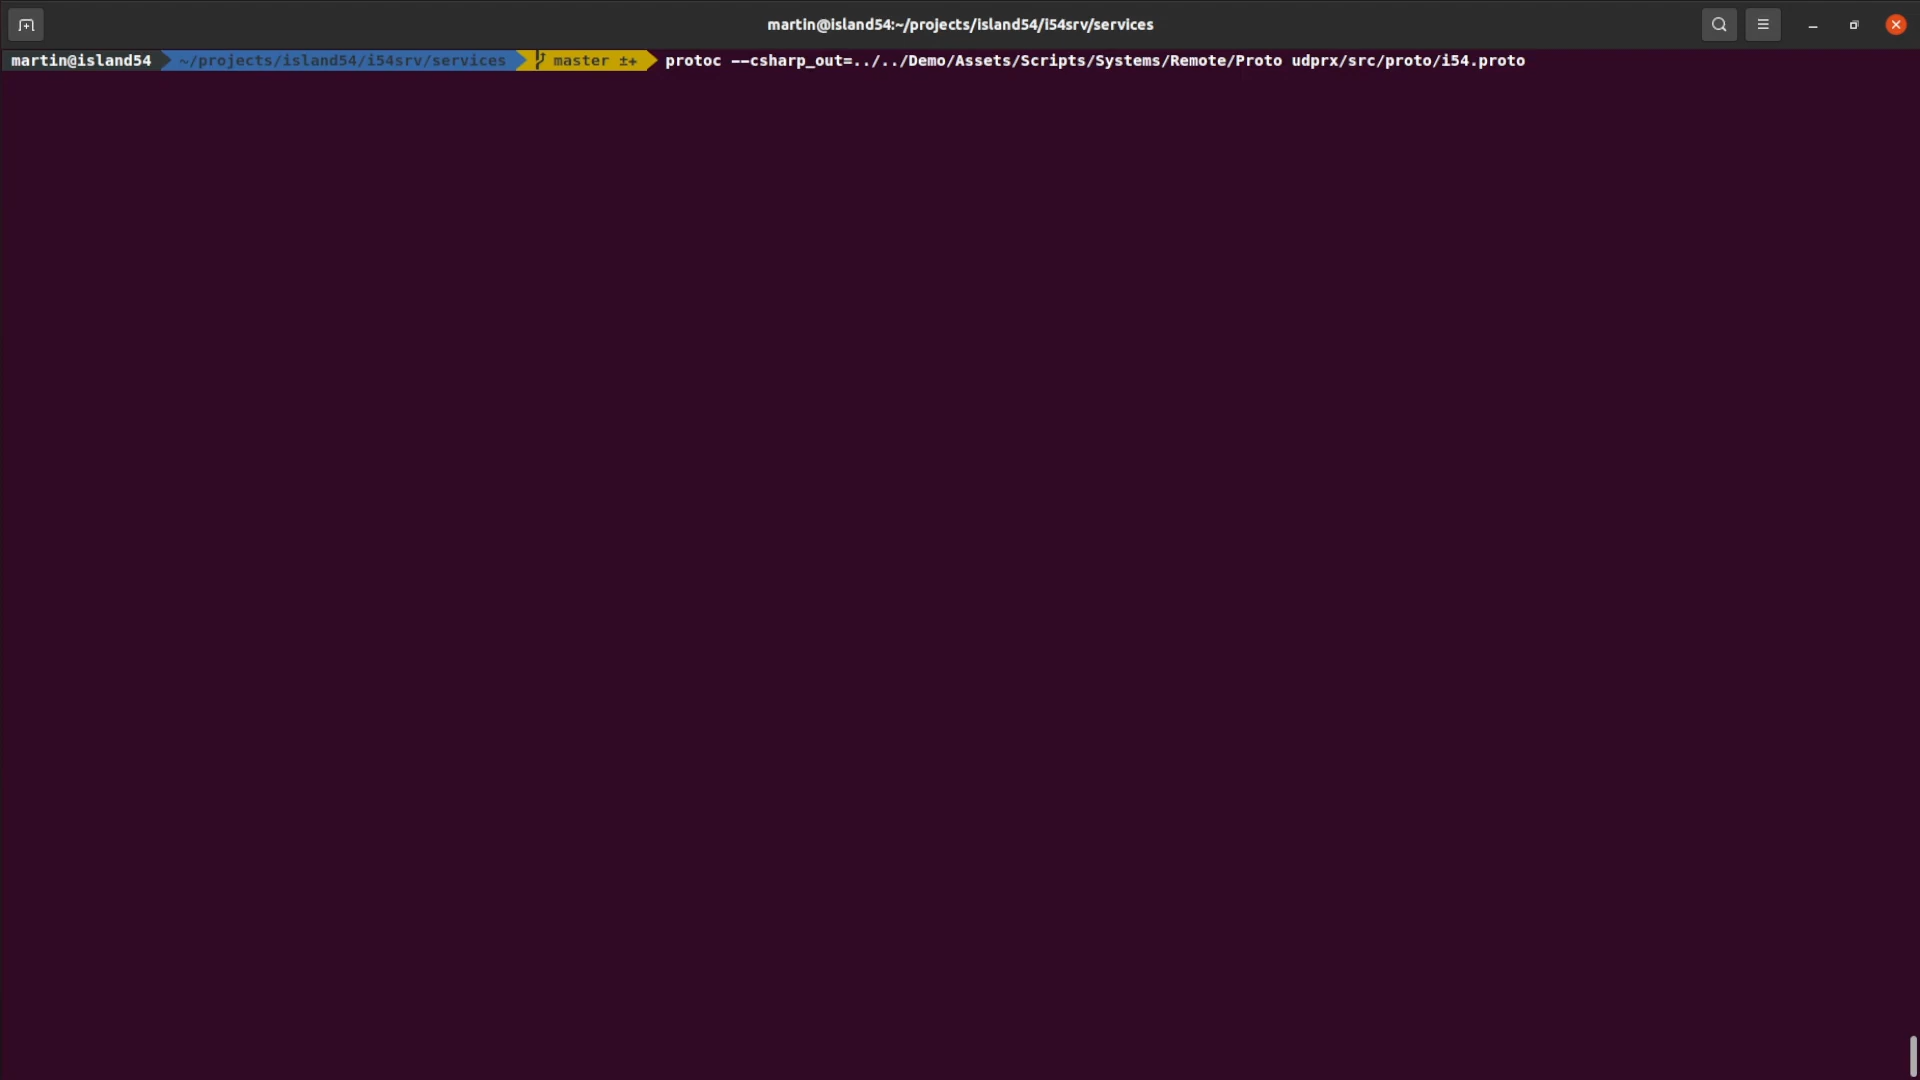 martin@island54:~/projects/island54/i54srv/services
martin@island54 ~/projects/island54/i54srv/services master ±+ protoc --csharp_out=../../Demo/Assets/Scripts/Systems/Remote/Proto udprx/src/proto/i54.proto